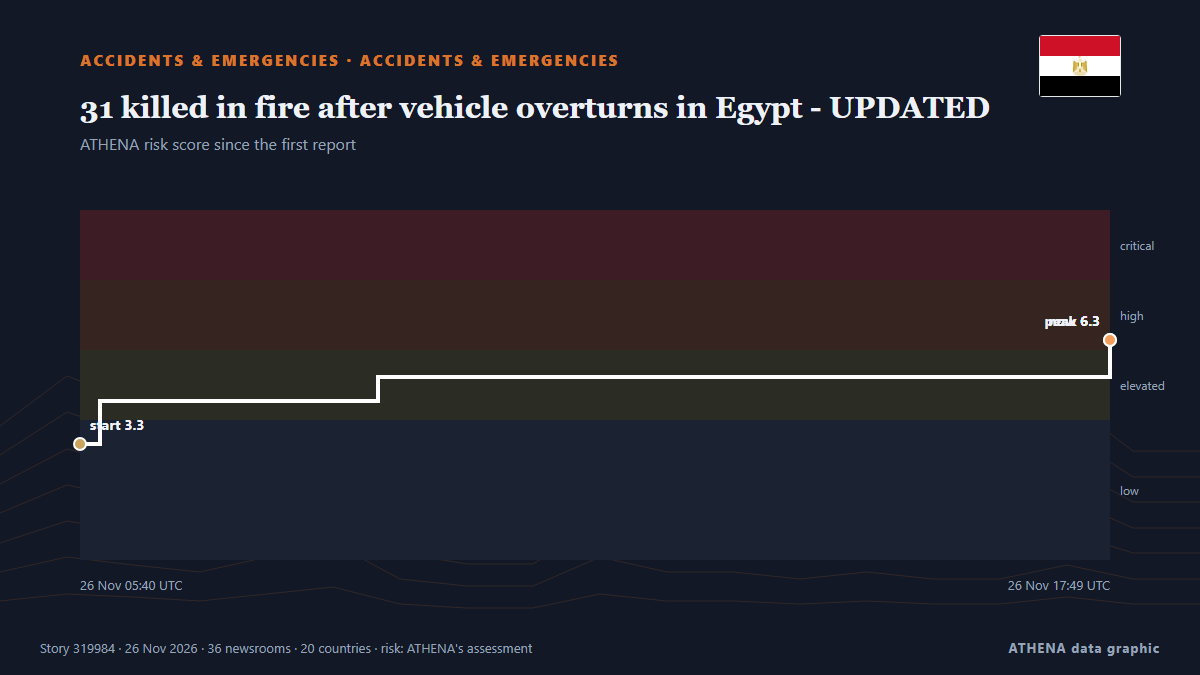 ACCIDENTS & EMERGENCIES · ACCIDENTS & EMERGENCIES
31 killed in fire after vehicle overturns in Egypt - UPDATED
ATHENA risk score since the first report
critical
high
peak 6.3
elevated
start 3.3
low
26 Nov 05:40 UTC
26 Nov 17:49 UTC
Story 319984 · 26 Nov 2026 · 36 newsrooms · 20 countries · risk: ATHENA's assessment
ATHENA data graphic